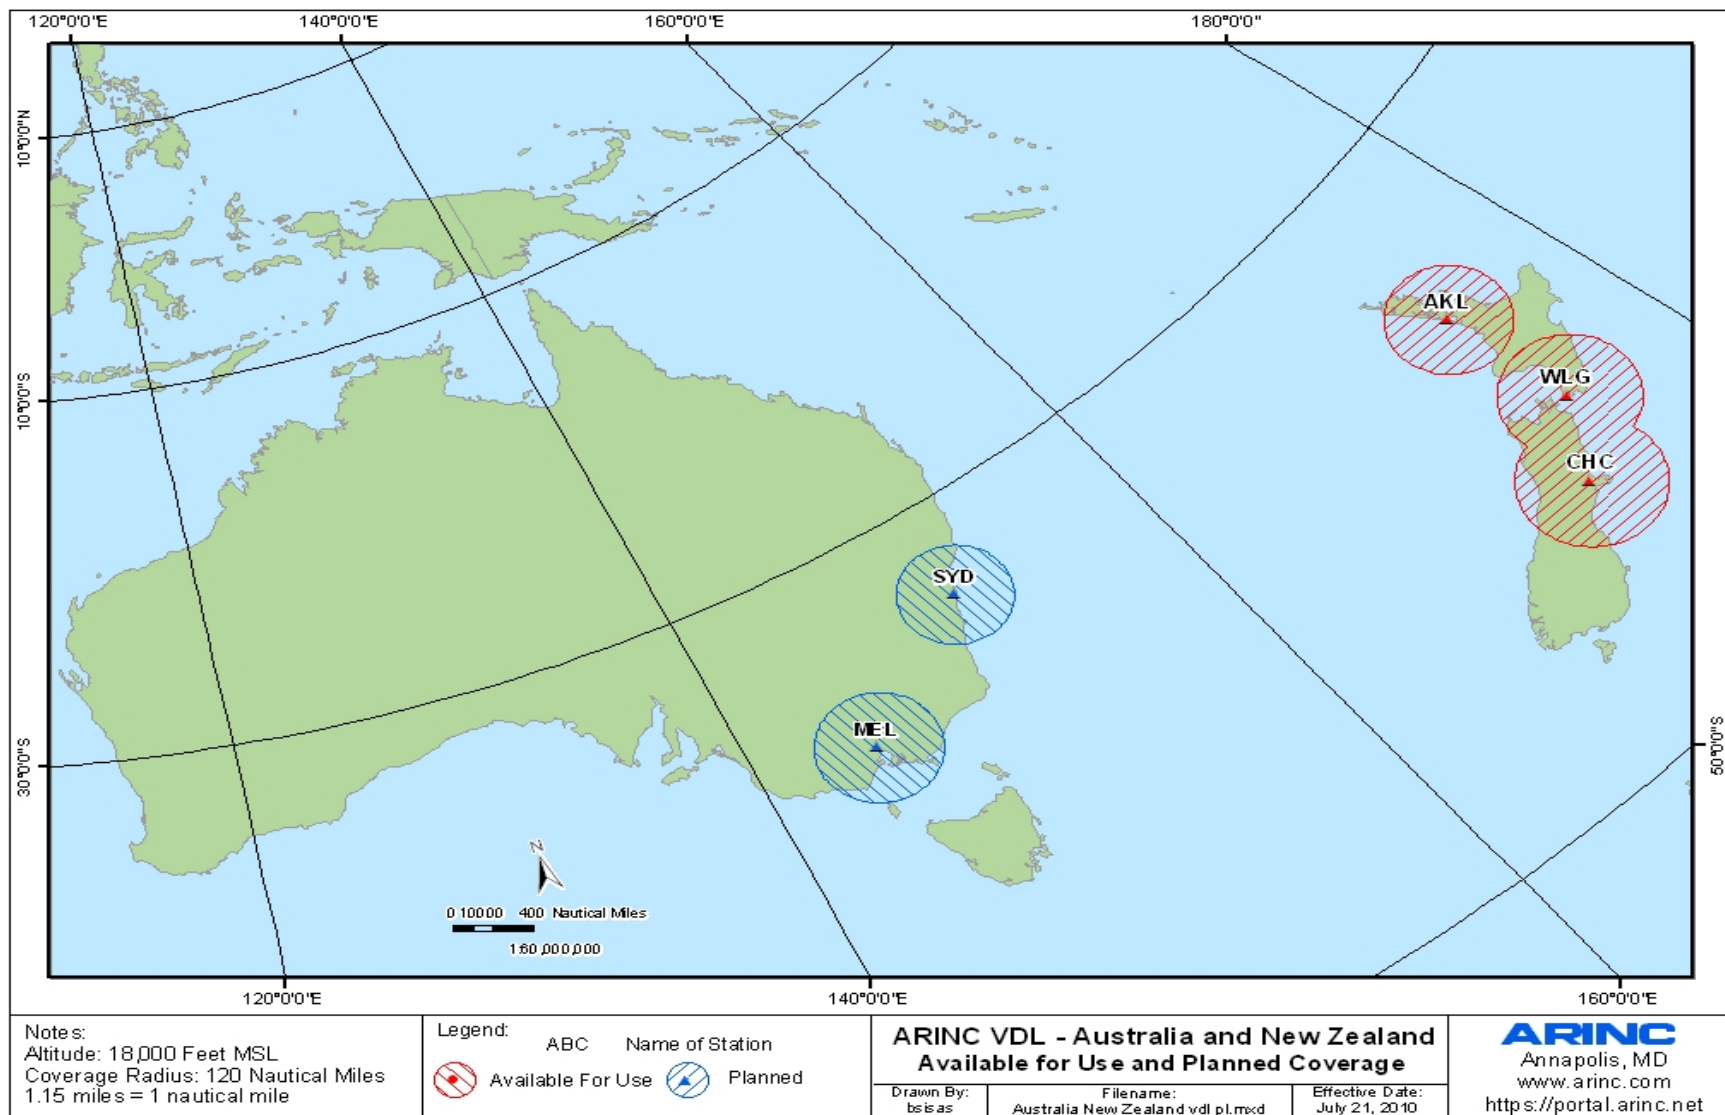 120°0'0"E 140°0'0"E 160°0'0"E 180°0'0"
10°0'0"N
10°0'0"S
30°0'0"S
50°0'0"S
AKL
WLG
CHC
SYD
MEL
N
0 100 00 400 Nautical Miles
1:60,000,000
120°0'0"E 140°0'0"E 160°0'0"E
Notes:
Altitude: 18,000 Feet MSL
Coverage Radius: 120 Nautical Miles
1.15 miles = 1 nautical mile
Legend:
ABC Name of Station
Available For Use Planned
ARINC VDL - Australia and New Zealand
Available for Use and Planned Coverage
Drawn By:
bsisas
Filename:
Australia New Zealand vdl pl.mxd
Effective Date:
July 21, 2010
ARINC
Annapolis, MD
www.arinc.com
https://portal.arinc.net